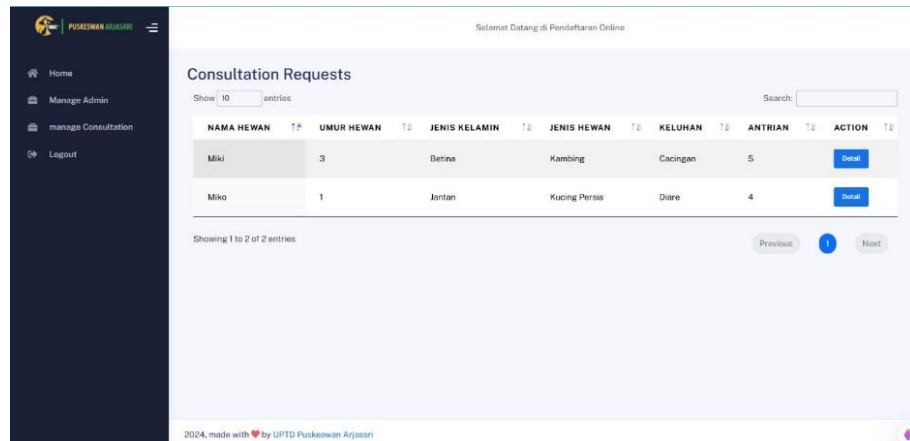 PUSKESWAN ARJASARI
Selamat Datang di Pendaftaran Online
Home
Manage Admin
manage Consultation
Logout
Consultation Requests
Show 10 entries
Search:
NAMA HEWAN UMUR HEWAN JENIS KELAMIN JENIS HEWAN KELUHAN ANTRIAN ACTION
Miki 3 Betina Kambing Cacingan 5 Detail
Miko 1 Jantan Kucing Persia Diare 4 Detail
Showing 1 to 2 of 2 entries
Previous 1 Next
2024, made with ❤ by UPTD Puskeswan Arjasari